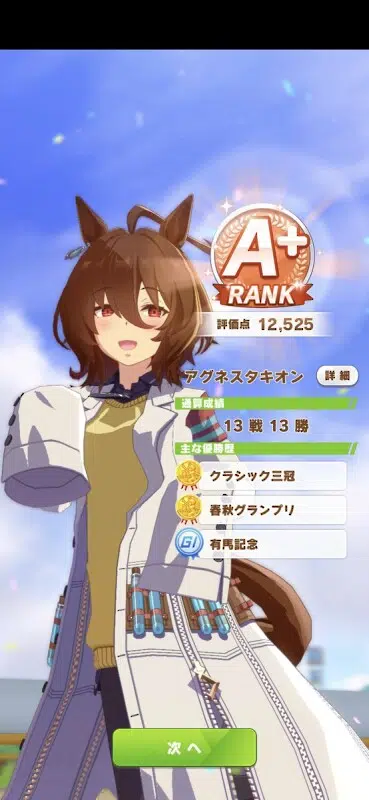 A+
RANK
評価点 12,525
アグネスタキオン 詳細
通算成績
13 戦 13 勝
主な優勝歴
クラシック三冠
春秋グランプリ
GI 有馬記念
次へ